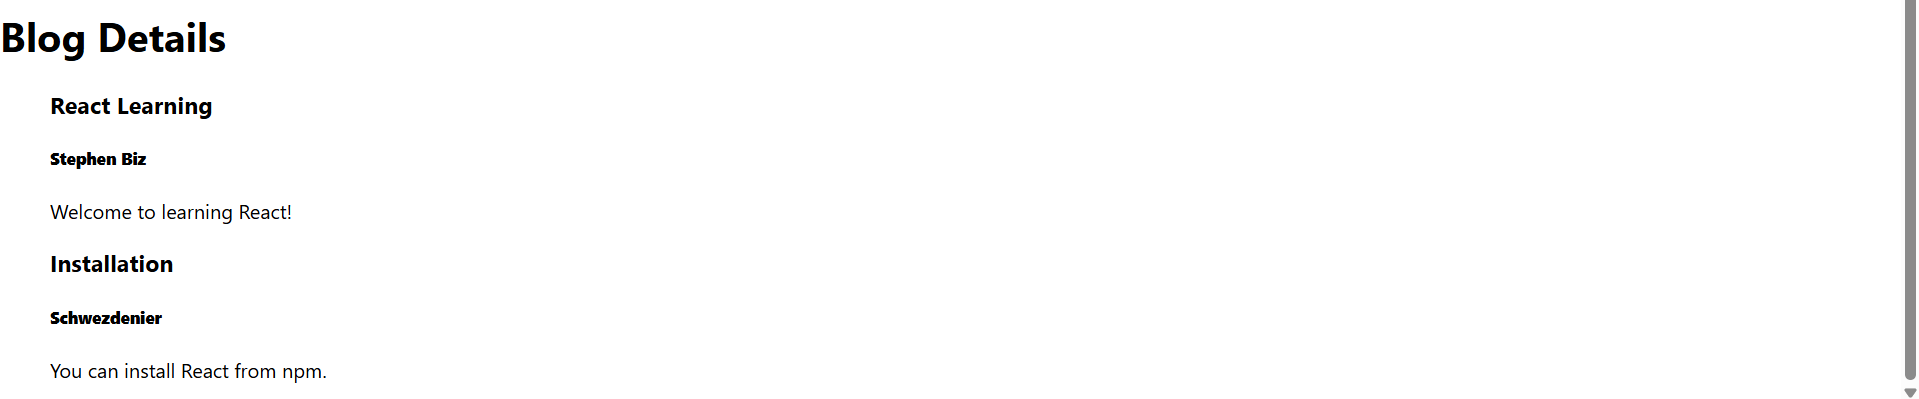 Blog Details
React Learning
Stephen Biz
Welcome to learning React!
Installation
Schwezdenier
You can install React from npm.